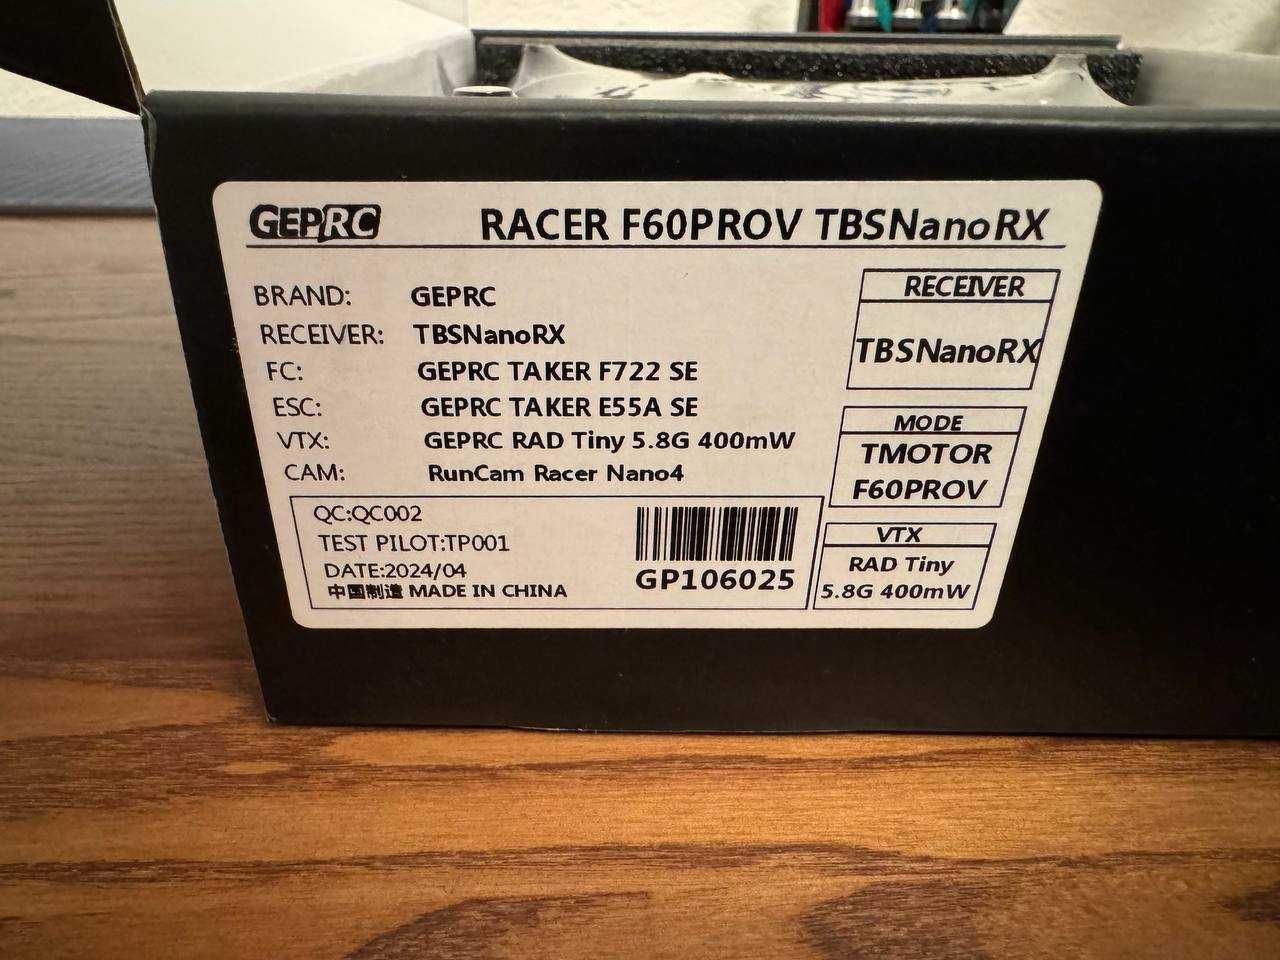 GEPRC RACER F60PROV TBSNanoRX
BRAND: GEPRC
RECEIVER: TBSNanoRX
FC: GEPRC TAKER F722 SE
ESC: GEPRC TAKER E55A SE
VTX: GEPRC RAD Tiny 5.8G 400mW
CAM: RunCam Racer Nano4
QC:QC002
TEST PILOT:TP001
DATE:2024/04
中国制造 MADE IN CHINA
GP106025
RECEIVER
TBSNanoRX
MODE
TMOTOR
F60PROV
VTX
RAD Tiny
5.8G 400mW